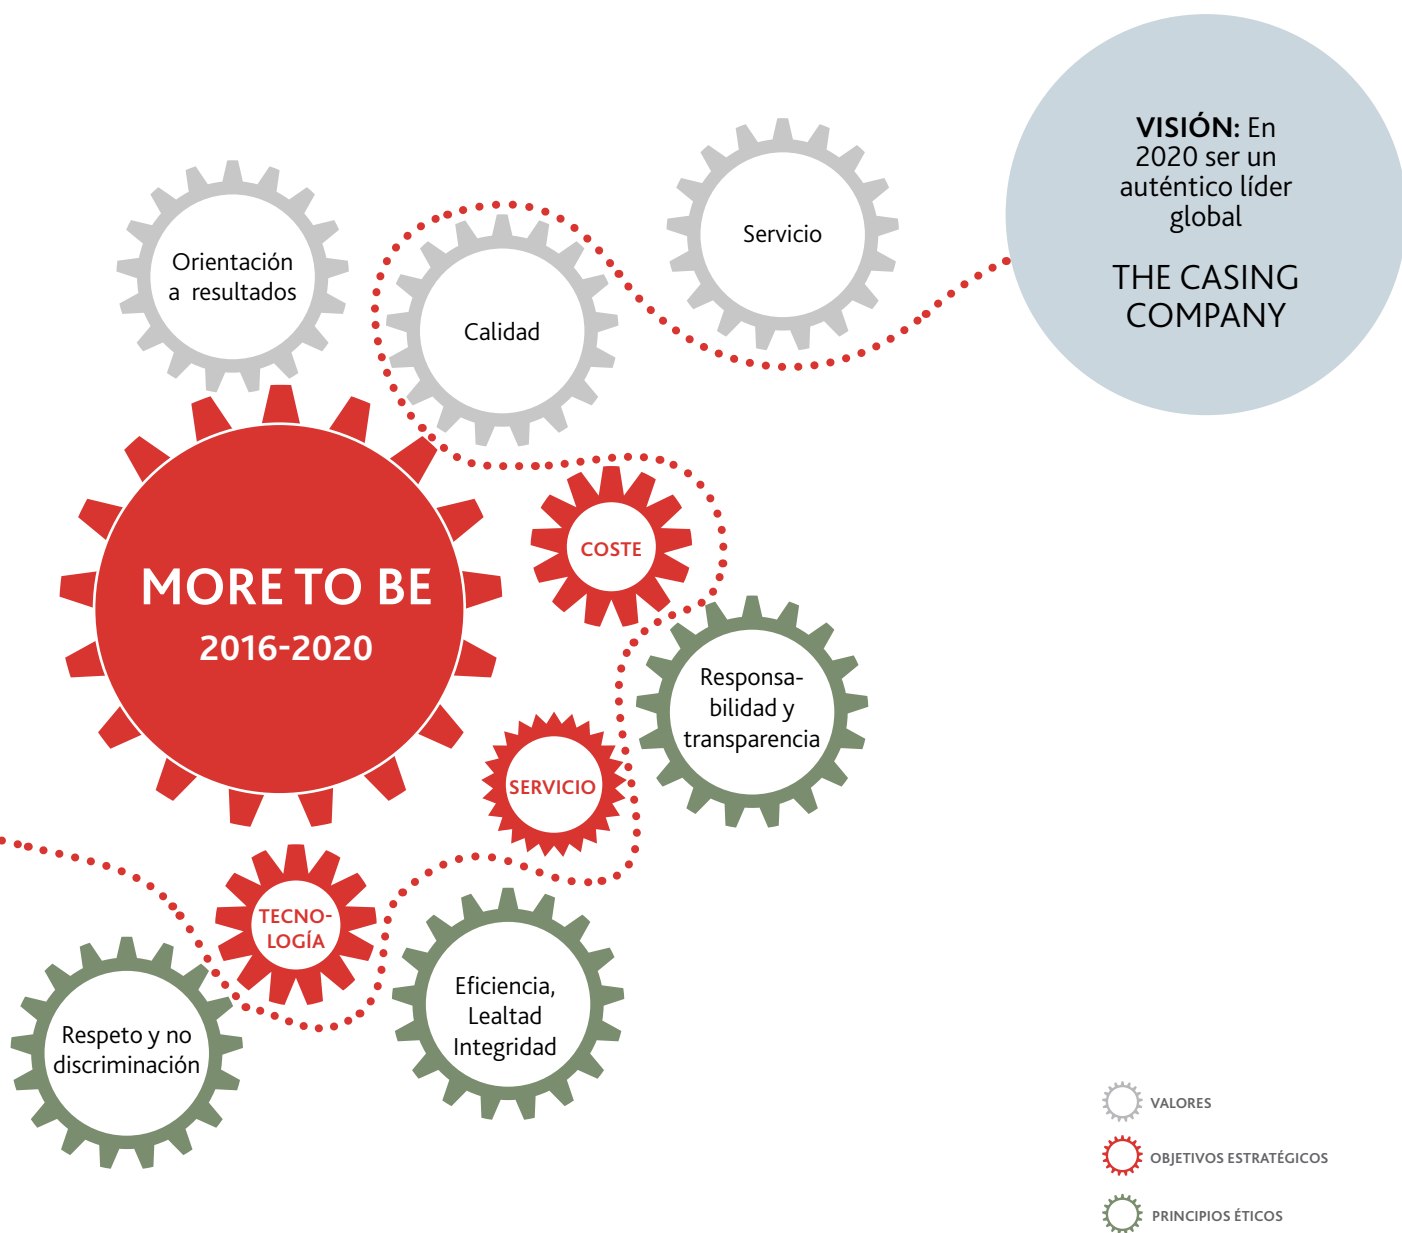 VISIÓN: En
2020 ser un
auténtico líder
global
THE CASING
COMPANY
Servicio
Orientación
a resultados
Calidad
COSTE
MORE TO BE
2016-2020
Responsa-
bilidad y
transparencia
SERVICIO
TECNO-
LOGÍA
Eficiencia,
Lealtad
Integridad
Respeto y no
discriminación
VALORES
OBJETIVOS ESTRATÉGICOS
PRINCIPIOS ÉTICOS